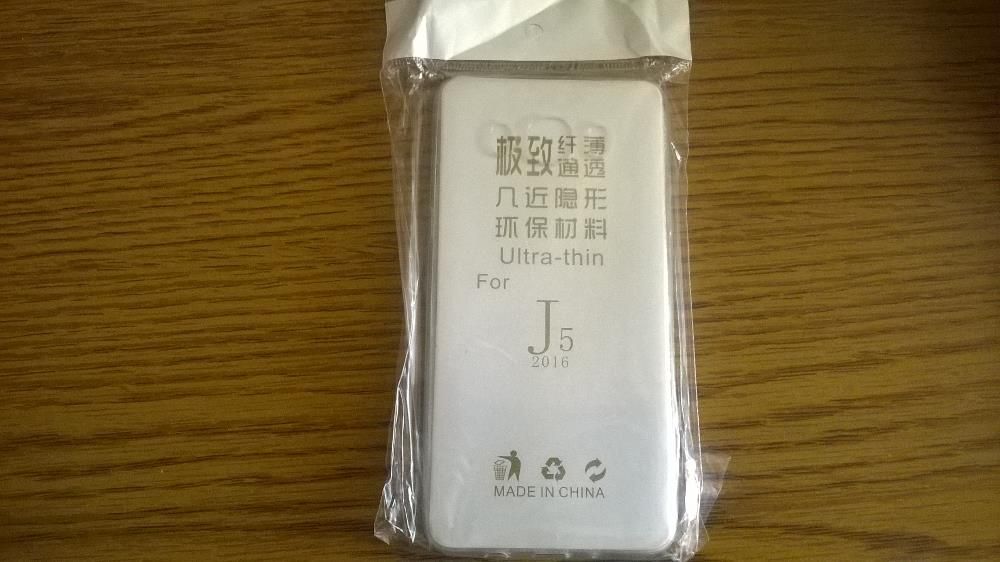 极致纤薄
通透
几近隐形
环保材料
Ultra-thin
For
J5
2016
MADE IN CHINA